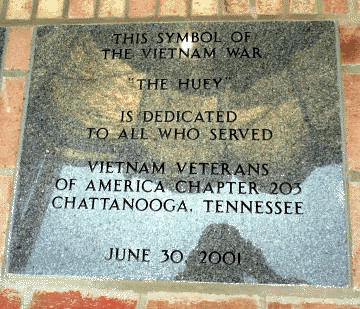 THIS SYMBOL OF
THE VIETNAM WAR
"THE HUEY"
IS DEDICATED
TO ALL WHO SERVED
VIETNAM VETERANS
OF AMERICA CHAPTER 203
CHATTANOOGA, TENNESSEE
JUNE 30, 2001